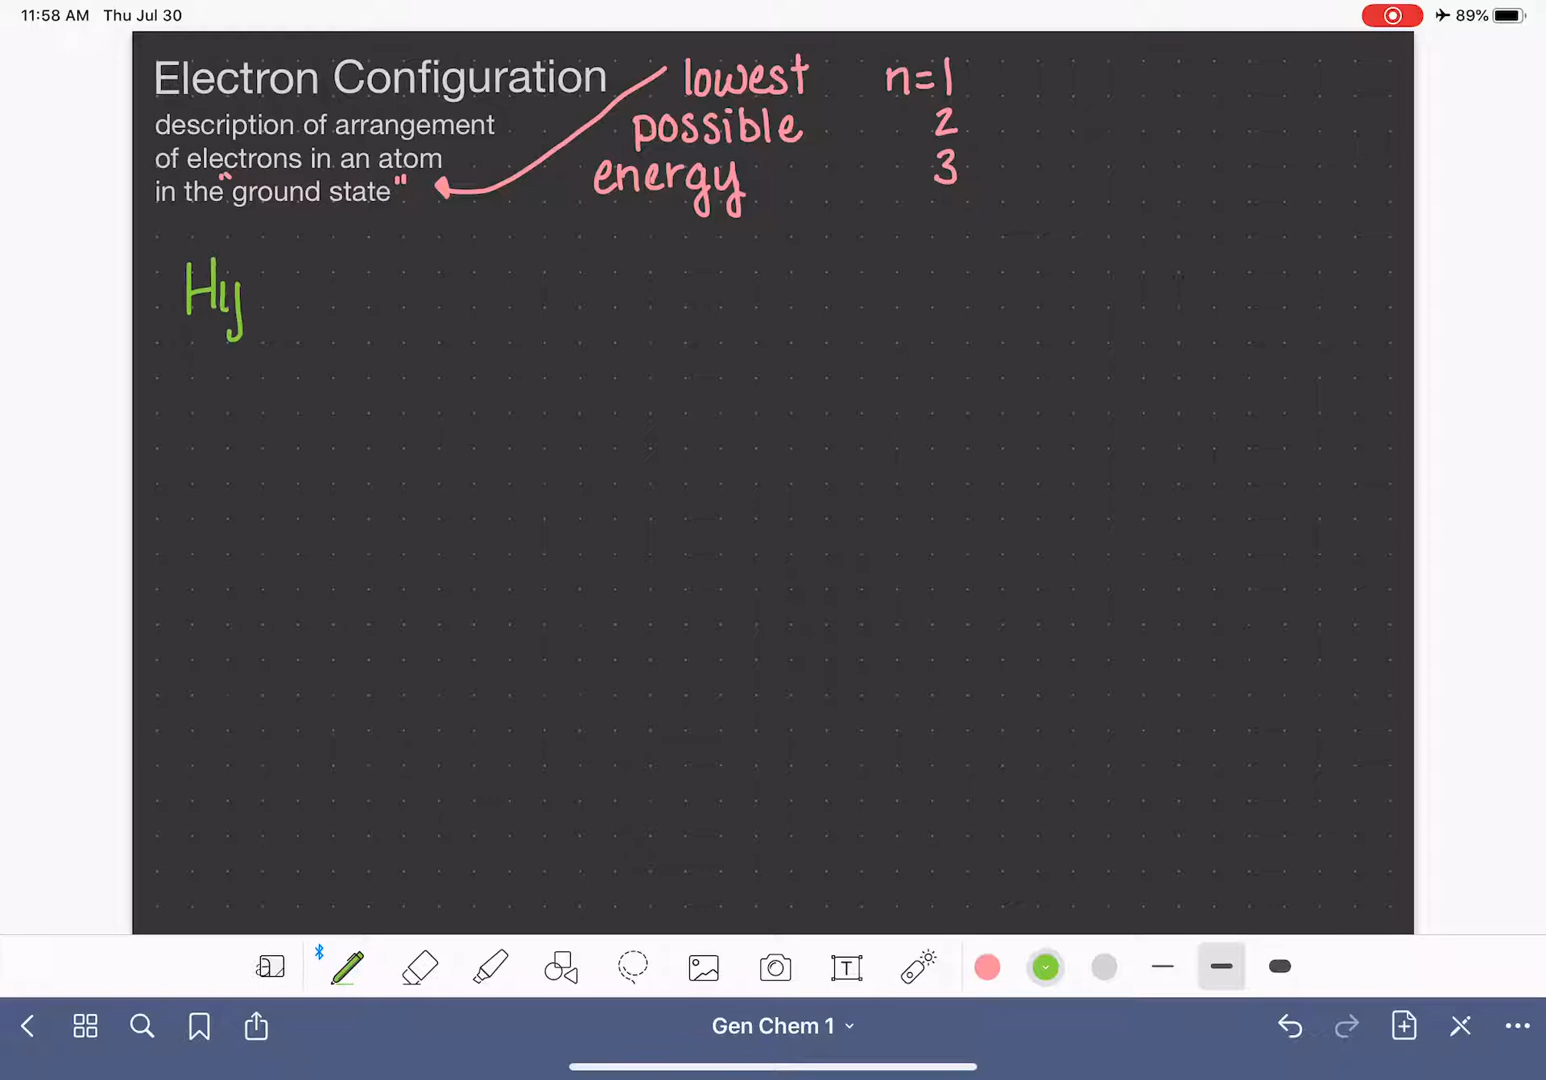 11:58 AM Thu Jul 30
89%
Electron Configuration
description of arrangement
of electrons in an atom
in the "ground state"
lowest
possible
energy
n=1
2
3
Hy
T
Gen Chem 1